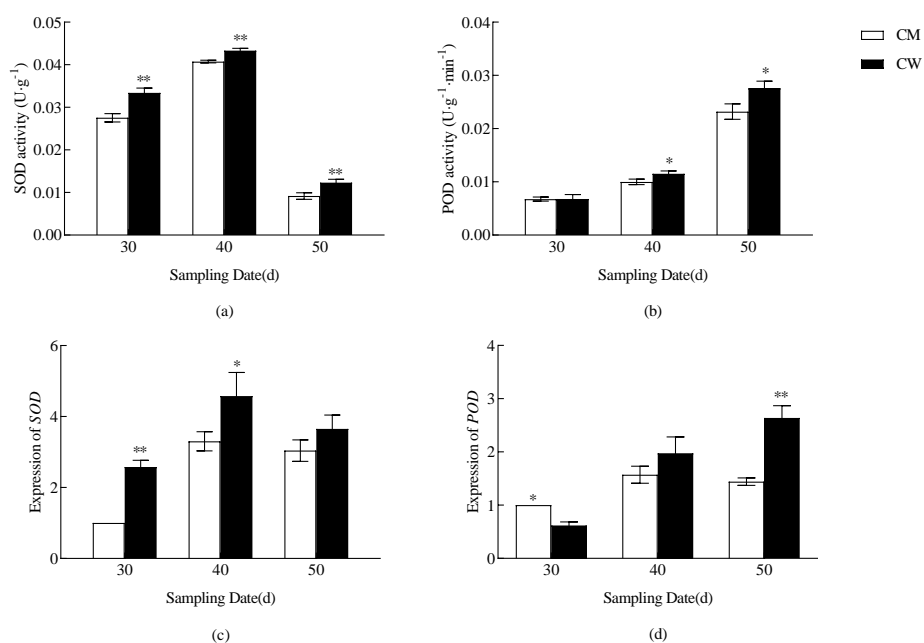 0.05
0.04
0.03
0.02
0.01
0.00
SOD activity (U·g⁻¹)
** ** **
30 40 50
Sampling Date(d)
(a)
0.04
0.03
0.02
0.01
0.00
POD activity (U·g⁻¹·min⁻¹)
* *
30 40 50
Sampling Date(d)
(b)
CM
CW
6
4
2
0
Expression of SOD
** *
30 40 50
Sampling Date(d)
(c)
4
3
2
1
0
Expression of POD
* **
30 40 50
Sampling Date(d)
(d)